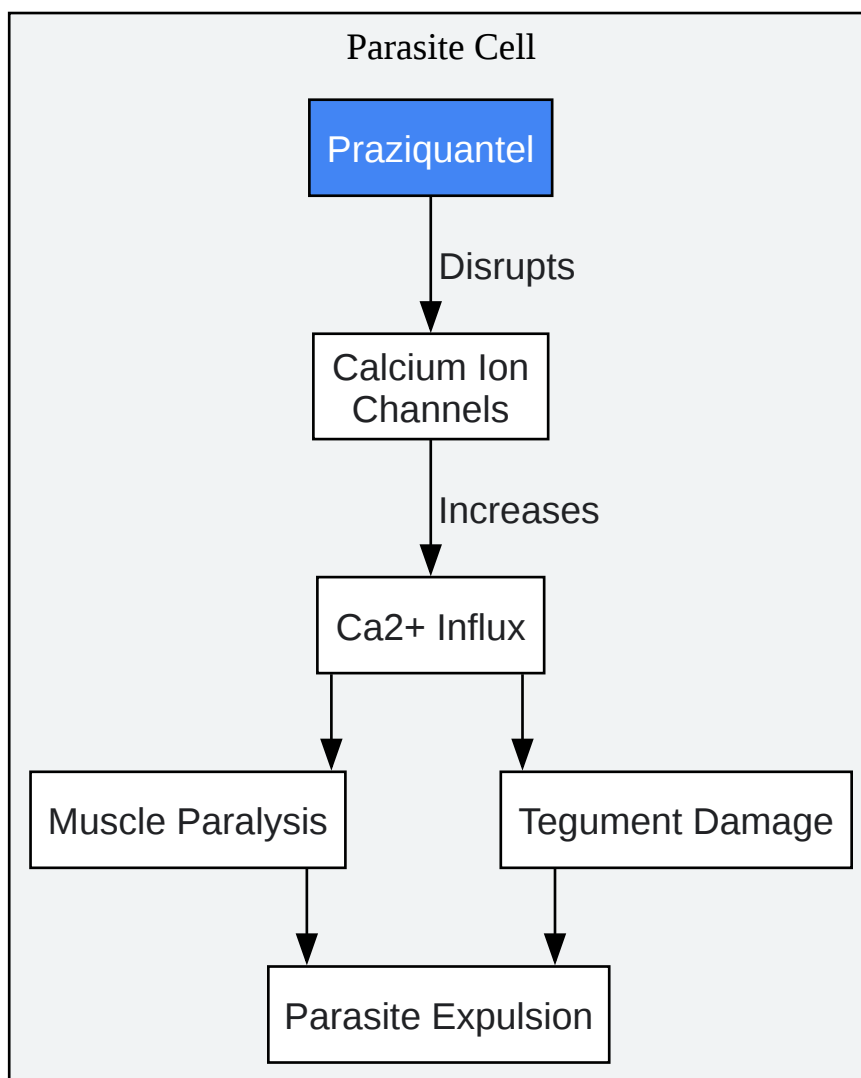 Parasite Cell
Praziquantel
Disrupts
Calcium Ion
Channels
Increases
Ca2+ Influx
Muscle Paralysis
Tegument Damage
Parasite Expulsion